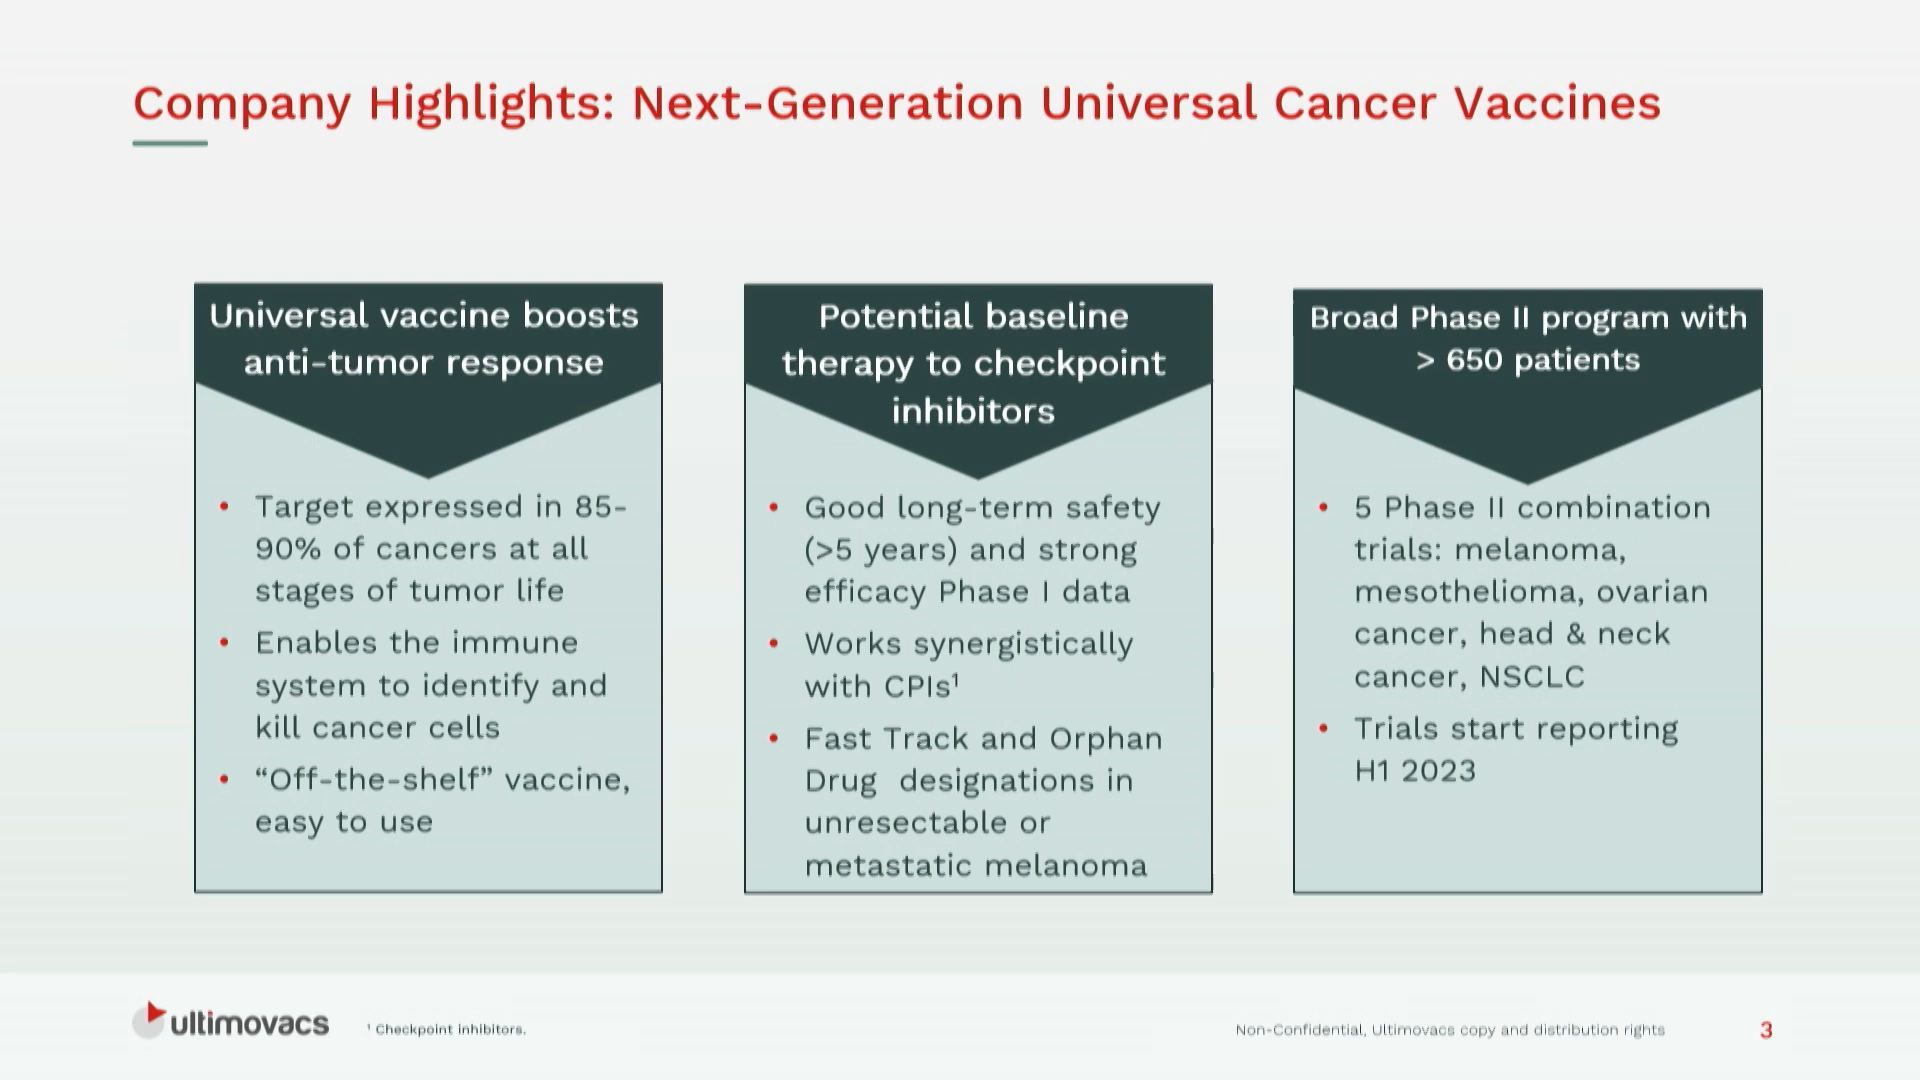 Company Highlights: Next-Generation Universal Cancer Vaccines
Universal vaccine boosts
anti-tumor response
• Target expressed in 85-
90% of cancers at all
stages of tumor life
• Enables the immune
system to identify and
kill cancer cells
• “Off-the-shelf” vaccine,
easy to use
Potential baseline
therapy to checkpoint
inhibitors
• Good long-term safety
(>5 years) and strong
efficacy Phase I data
• Works synergistically
with CPIs¹
• Fast Track and Orphan
Drug  designations in
unresectable or
metastatic melanoma
Broad Phase II program with
> 650 patients
• 5 Phase II combination
trials: melanoma,
mesothelioma, ovarian
cancer, head & neck
cancer, NSCLC
• Trials start reporting
H1 2023
ultimovacs
¹ Checkpoint inhibitors.
Non-Confidential, Ultimovacs copy and distribution rights
3